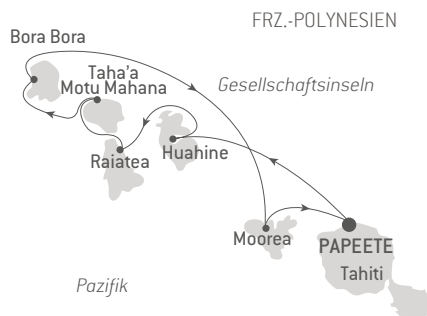 FRZ.-POLYNESIEN
Bora Bora
Taha'a
Motu Mahana
Gesellschaftsinseln
Raiatea
Huahine
Moorea
PAPEETE
Tahiti
Pazifik